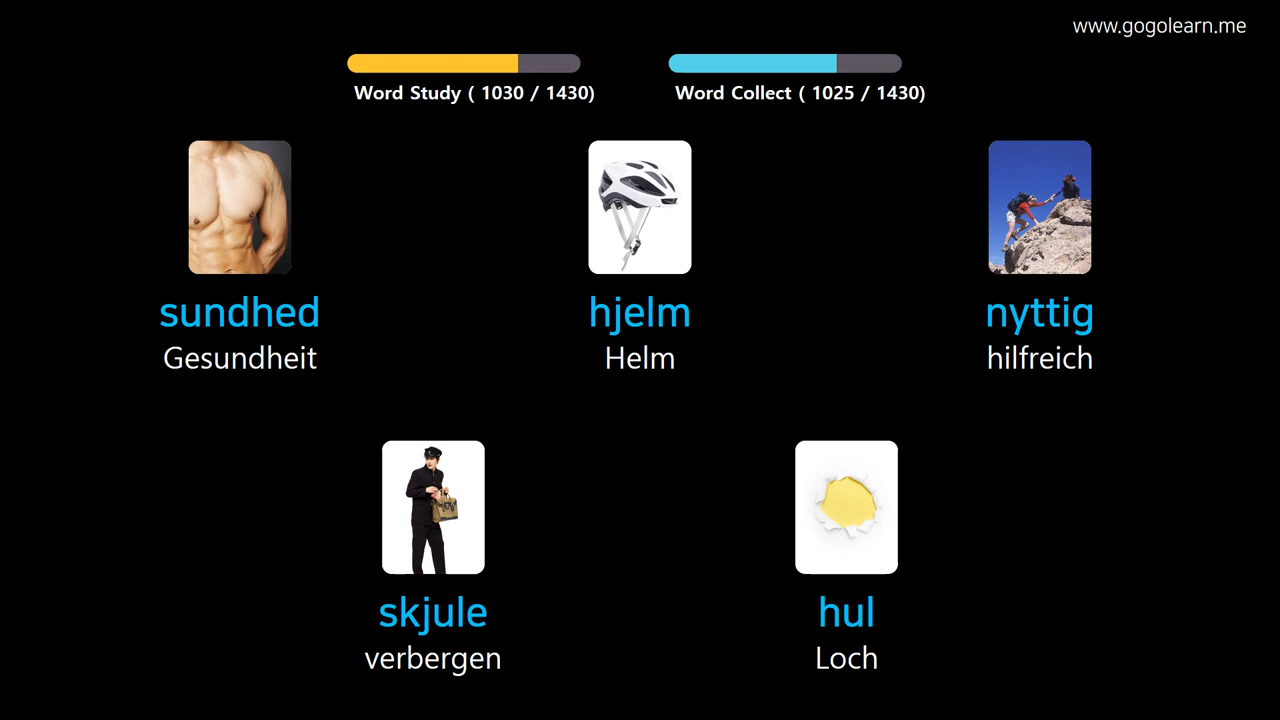 www.gogolearn.me
Word Study ( 1030 / 1430)
Word Collect ( 1025 / 1430)
sundhed
Gesundheit
hjelm
Helm
nyttig
hilfreich
skjule
verbergen
hul
Loch